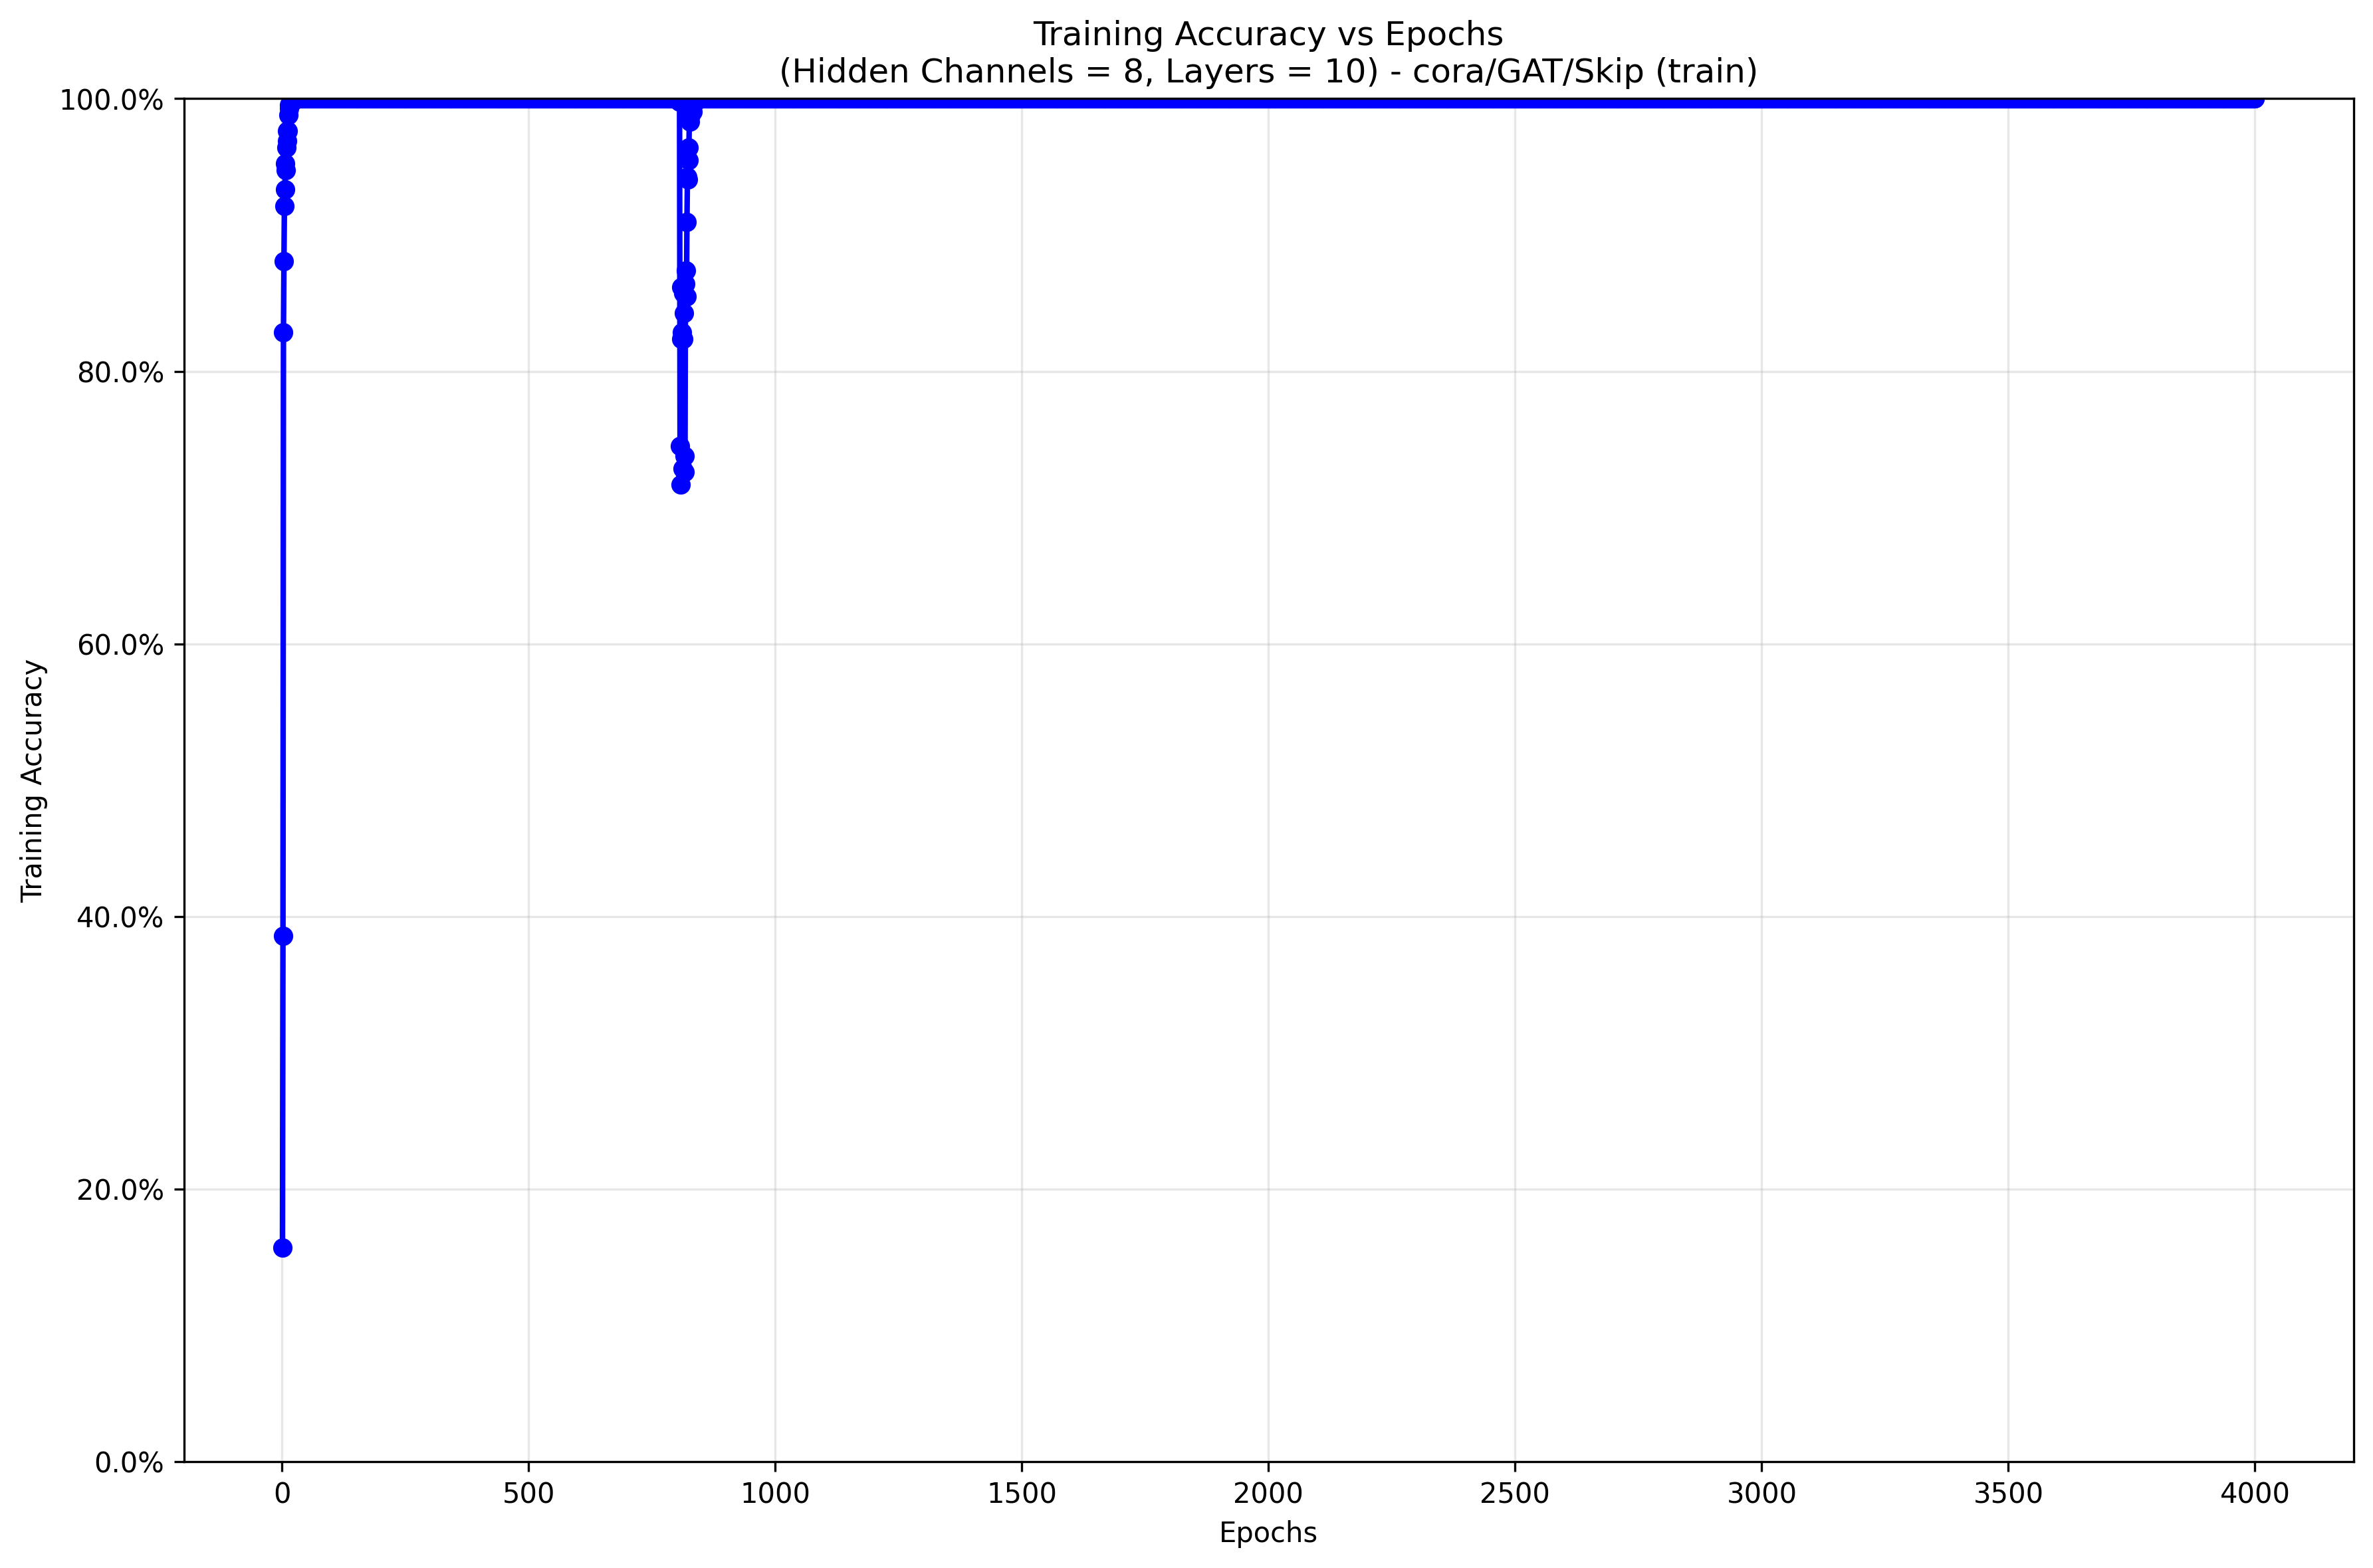 Training Accuracy vs Epochs
(Hidden Channels = 8, Layers = 10) - cora/GAT/Skip (train)
100.0%
80.0%
60.0%
40.0%
20.0%
0.0%
Training Accuracy
0 500 1000 1500 2000 2500 3000 3500 4000
Epochs